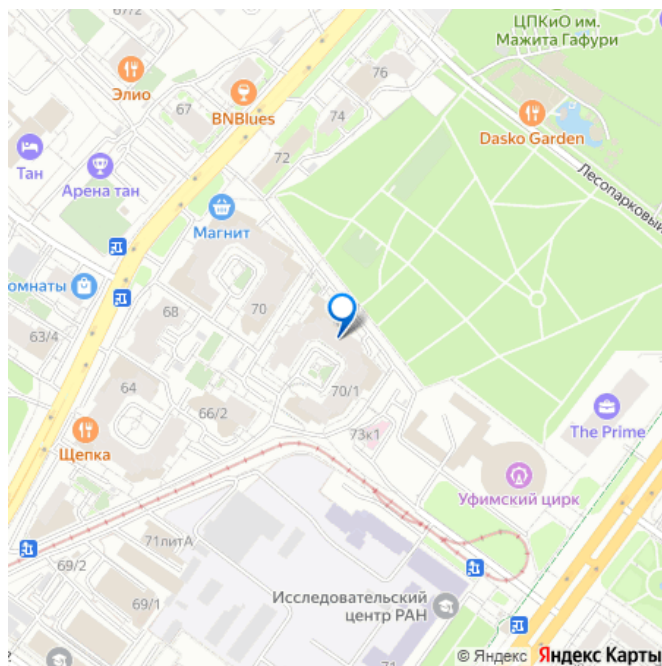 ЦПКиО им.
Мажита Гафури
76
Элио
67
BNBlues
74
Dasko Garden
72
Тан
Арена тан
Лесопарковый
Магнит
омнаты
68
70
63/4
64
70/1
66/2
73к1
The Prime
Щепка
Уфимский цирк
71литА
69/2
Исследовательский
центр РАН
69/1
2
71
© Яндекс Яндекс Карты